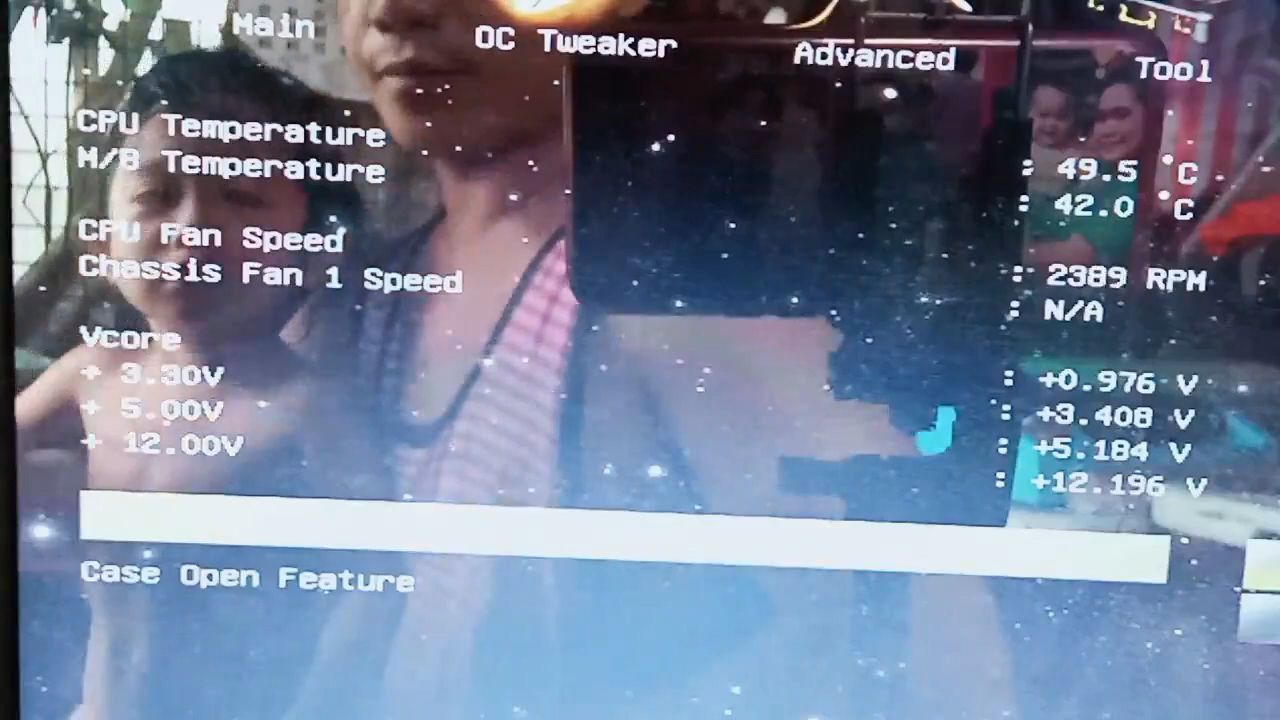 Main OC Tweaker Advanced Tool
CPU Temperature : 49.5 °C
M/B Temperature : 42.0 °C
CPU Fan Speed : 2389 RPM
Chassis Fan 1 Speed : N/A
Vcore : +0.976 V
+ 3.30V : +3.408 V
+ 5.00V : +5.184 V
+ 12.00V : +12.196 V
Case Open Feature